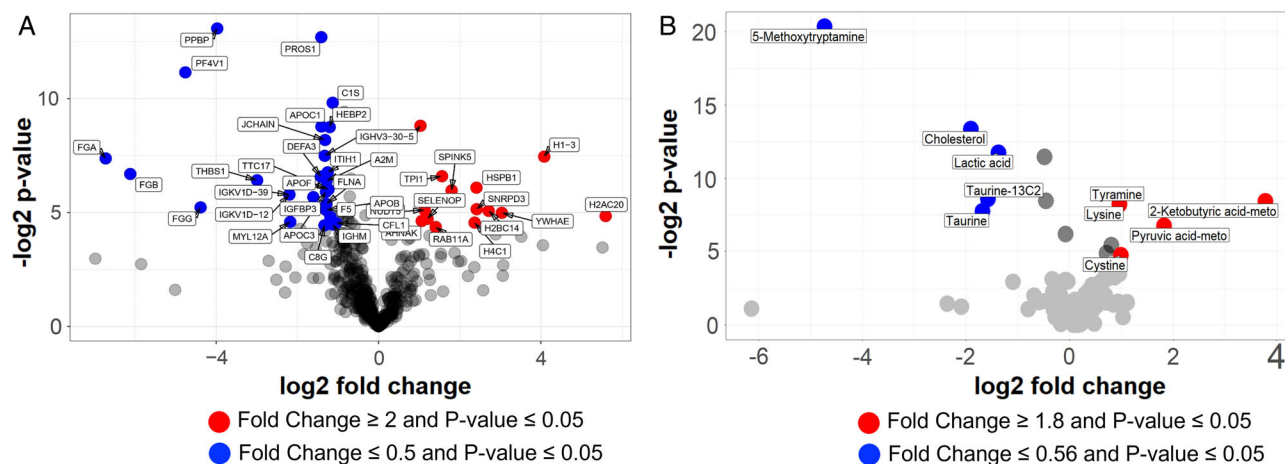 A
-log2 p-value
10
5
0
PPBP
PROS1
PF4V1
C1S
APOC1
HEBP2
JCHAIN
IGHV3-30-5
DEFA3
FGA
H1-3
TTC17
ITIH1
A2M
SPINK5
THBS1
TPI1
HSPB1
FGB
APOF
FLNA
IGKV1D-39
SELENOP
SNRPD3
IGFBP3
APOB
H2AC20
FGG
IGKV1D-12
F5
NUDT5
YWHAE
MYL12A
APOC3
CFL1
AHNAK
H2BC14
C8G
IGHM
RAB11A
H4C1
-4
0
4
log2 fold change
Fold Change ≥ 2 and P-value ≤ 0.05
Fold Change ≤ 0.5 and P-value ≤ 0.05
B
-log2 p-value
20
15
10
5
0
5-Methoxytryptamine
Cholesterol
Lactic acid
Taurine-13C2
Taurine
Tyramine
Lysine
2-Ketobutyric acid-meto
Pyruvic acid-meto
Cystine
-6
-4
-2
0
2
4
log2 fold change
Fold Change ≥ 1.8 and P-value ≤ 0.05
Fold Change ≤ 0.56 and P-value ≤ 0.05